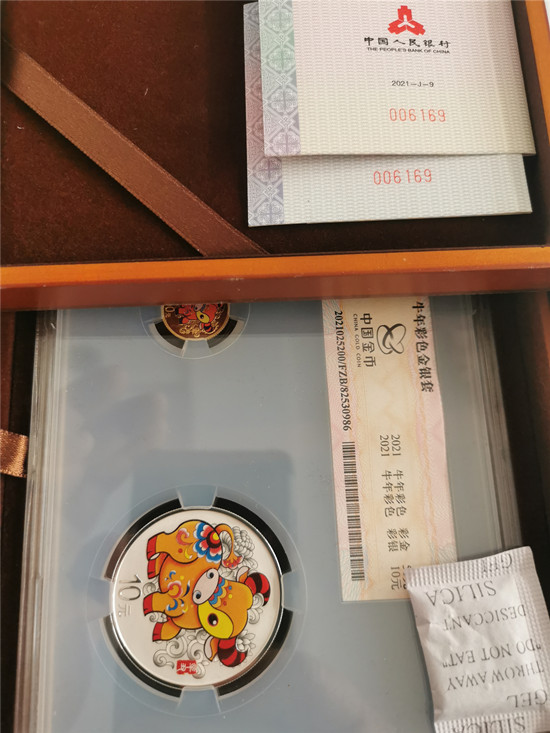 中国人民银行
THE PEOPLE'S BANK OF CHINA
2021-J-9
006169
006169
牛年彩色金银套
中国金币
CHINA GOLD COIN
2021025200/FZB/82530986
2021 牛年彩色 彩金
2021 牛年彩色 彩银 10元
10元
SILICA
GEL
DESICCANT
"DO NOT EAT"
THROW AWAY
SILICA
GEL